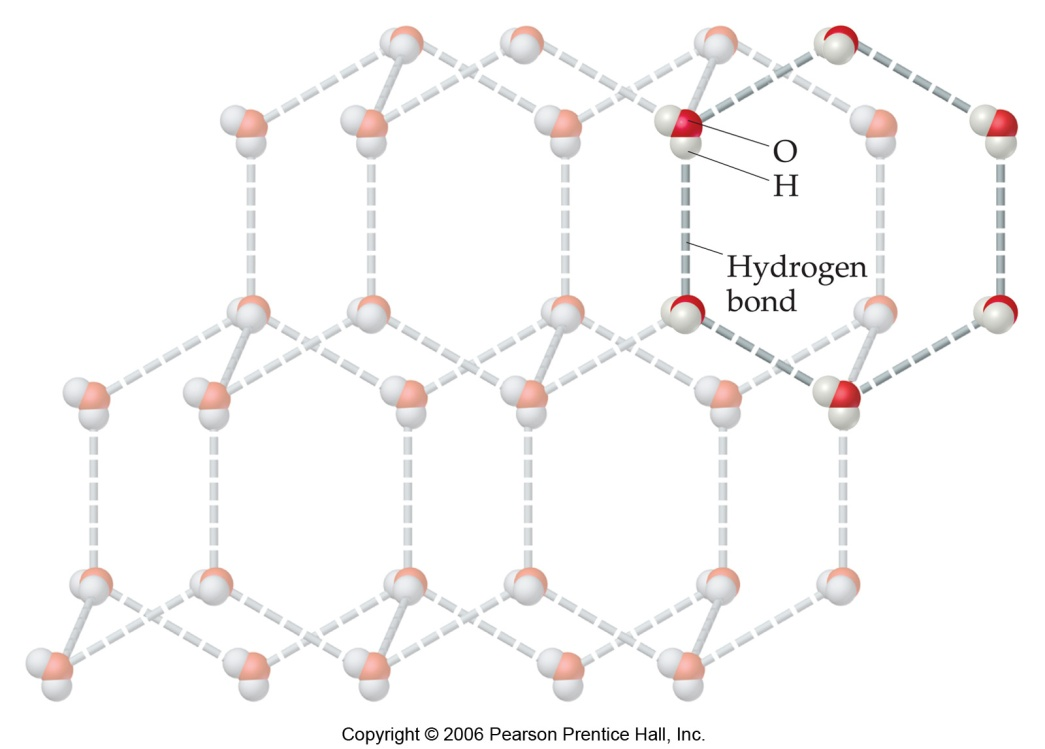 O
H
Hydrogen
bond
Copyright © 2006 Pearson Prentice Hall, Inc.